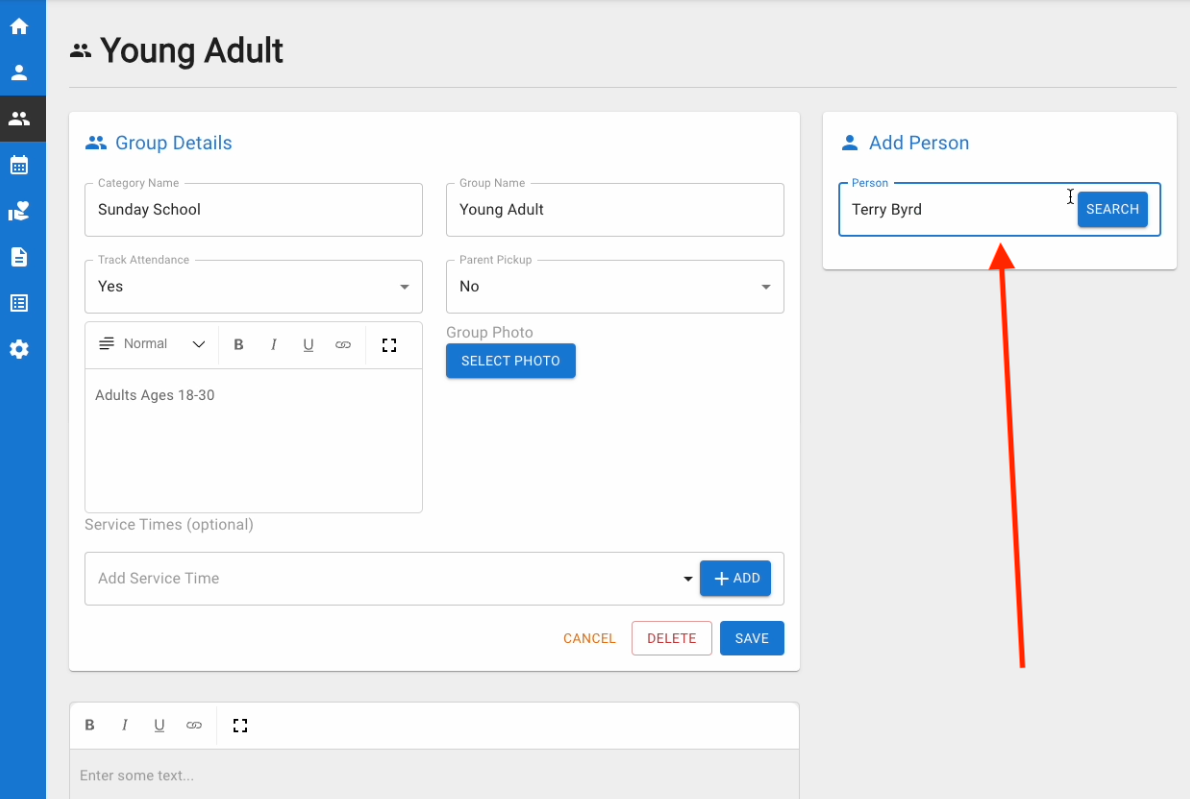 Young Adult
Group Details
Category Name
Sunday School
Group Name
Young Adult
Track Attendance
Yes
Parent Pickup
No
Normal
B I U
Adults Ages 18-30
Group Photo
SELECT PHOTO
Service Times (optional)
Add Service Time
+ ADD
CANCEL
DELETE
SAVE
B I U
Enter some text...
Add Person
Person
Terry Byrd
SEARCH